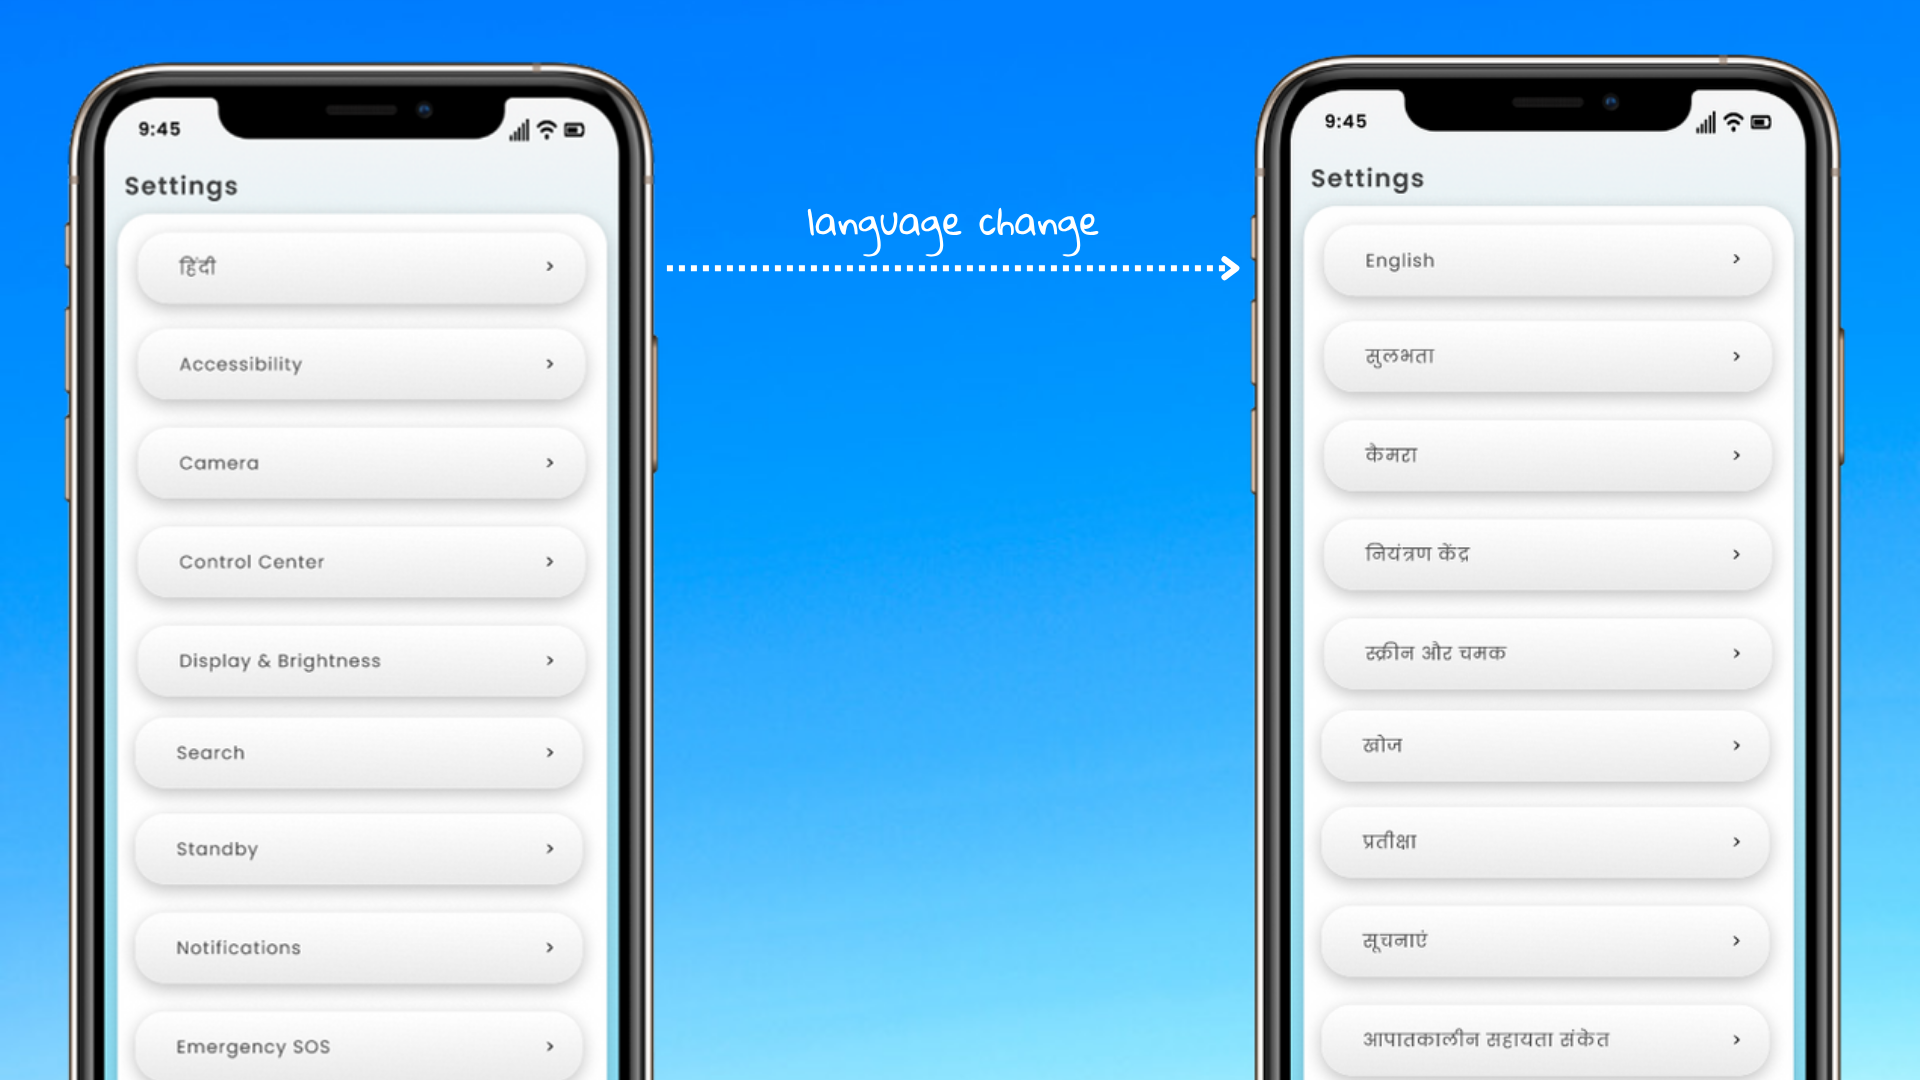 9:45
Settings
हिंदी
Accessibility
Camera
Control Center
Display & Brightness
Search
Standby
Notifications
Emergency SOS
language change
9:45
Settings
English
सुलभता
कैमरा
नियंत्रण केंद्र
स्क्रीन और चमक
खोज
प्रतीक्षा
सूचनाएं
आपातकालीन सहायता संकेत